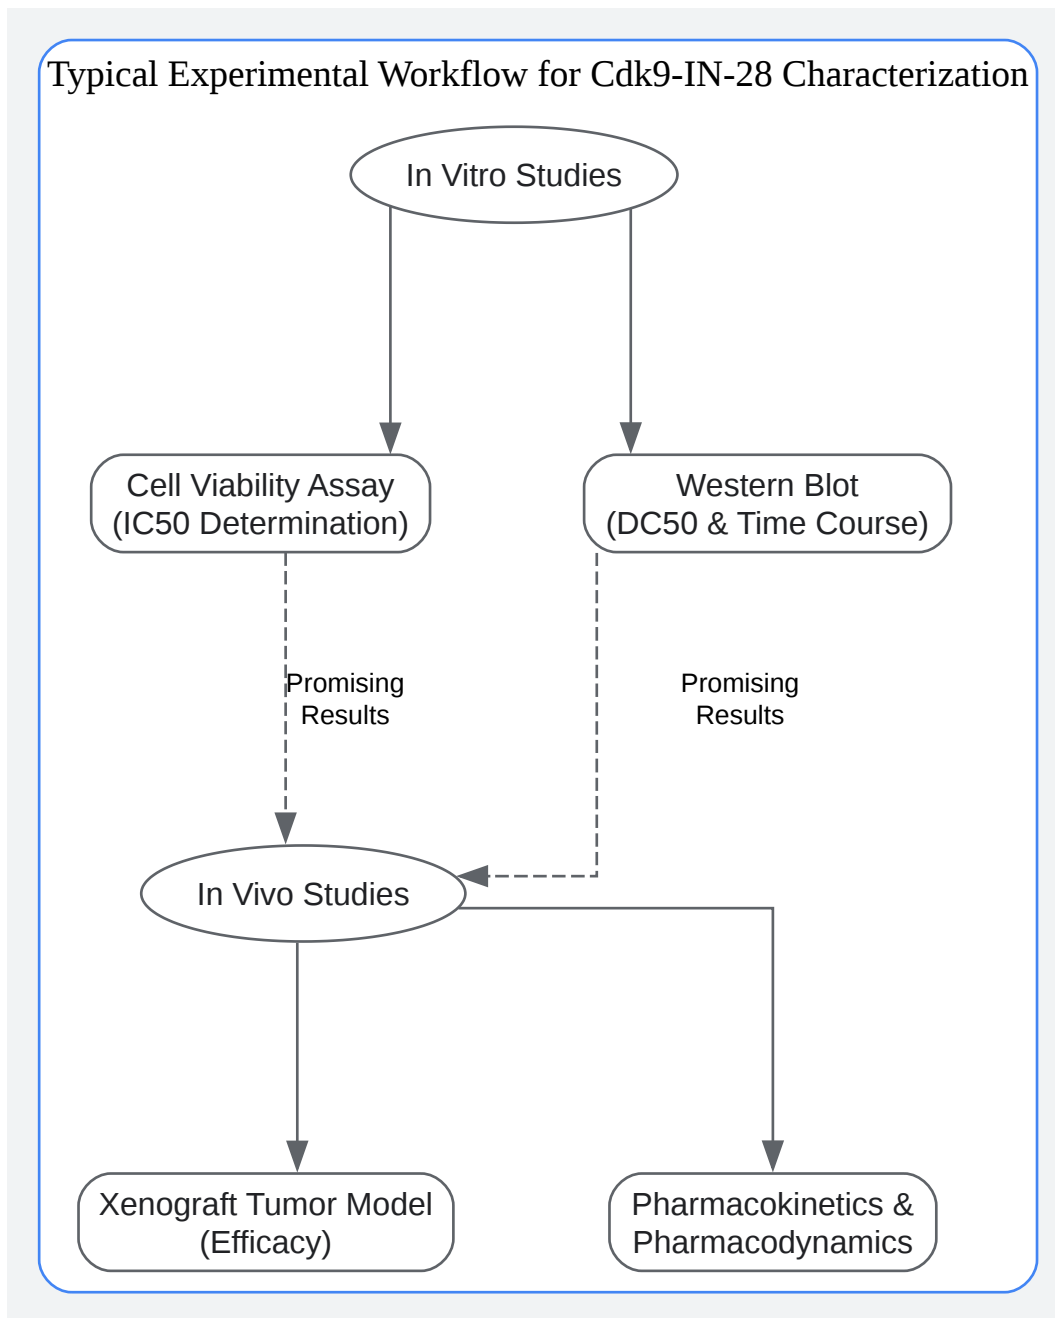 Typical Experimental Workflow for Cdk9-IN-28 Characterization
In Vitro Studies
Cell Viability Assay
(IC50 Determination)
Western Blot
(DC50 & Time Course)
Promising
Results
Promising
Results
In Vivo Studies
Xenograft Tumor Model
(Efficacy)
Pharmacokinetics &
Pharmacodynamics